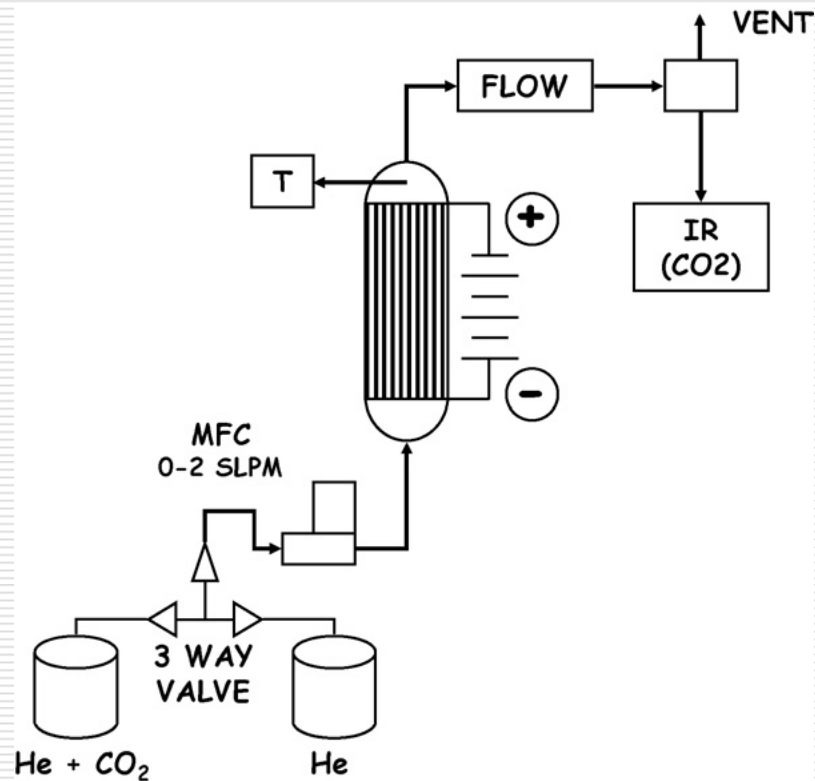 VENT
FLOW
T
+
IR
(CO2)
-
MFC
0-2 SLPM
3 WAY
VALVE
He + CO₂
He